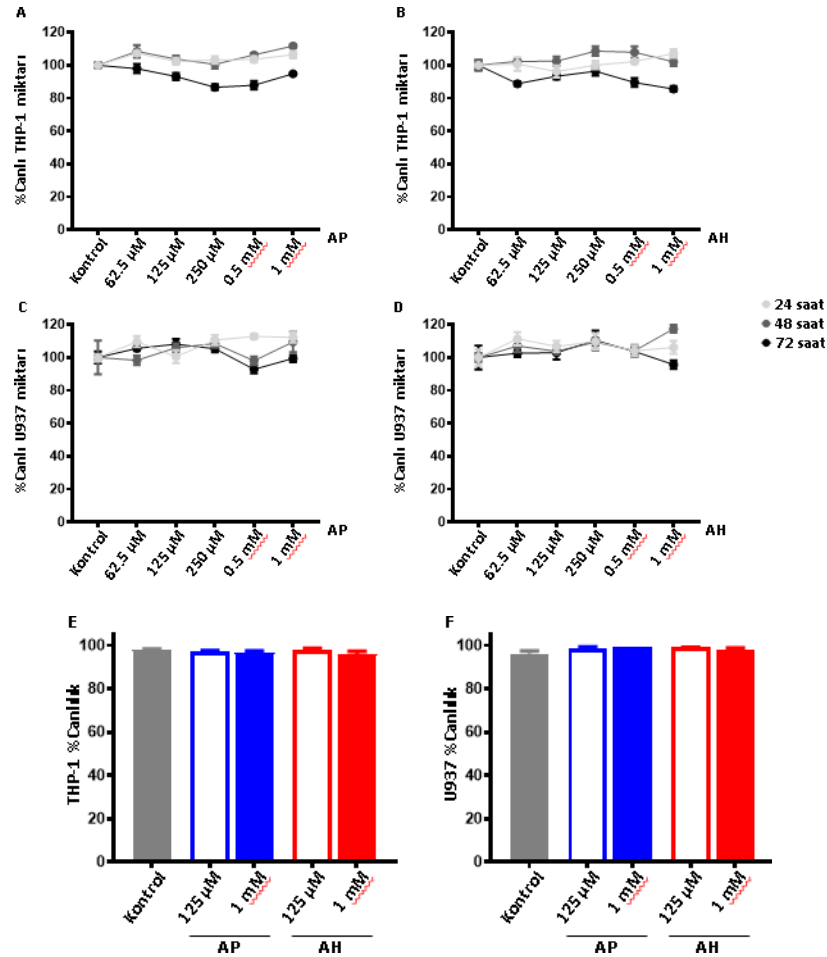 A
120
100
80
60
40
20
0
%Canlı THP-1 miktarı
Kontrol
62.5 µM
125 µM
250 µM
0.5 mM
1 mM
AP
B
120
100
80
60
40
20
0
%Canlı THP-1 miktarı
Kontrol
62.5 µM
125 µM
250 µM
0.5 mM
1 mM
AH
C
120
100
80
60
40
20
0
%Canlı U937 miktarı
Kontrol
62.5 µM
125 µM
250 µM
0.5 mM
1 mM
AP
D
120
100
80
60
40
20
0
%Canlı U937 miktarı
Kontrol
62.5 µM
125 µM
250 µM
0.5 mM
1 mM
AH
24 saat
48 saat
72 saat
E
100
80
60
40
20
0
THP-1 %Canlılık
Kontrol
125 µM
1 mM
125 µM
1 mM
AP
AH
F
100
80
60
40
20
0
U937 %Canlılık
Kontrol
125 µM
1 mM
125 µM
1 mM
AP
AH